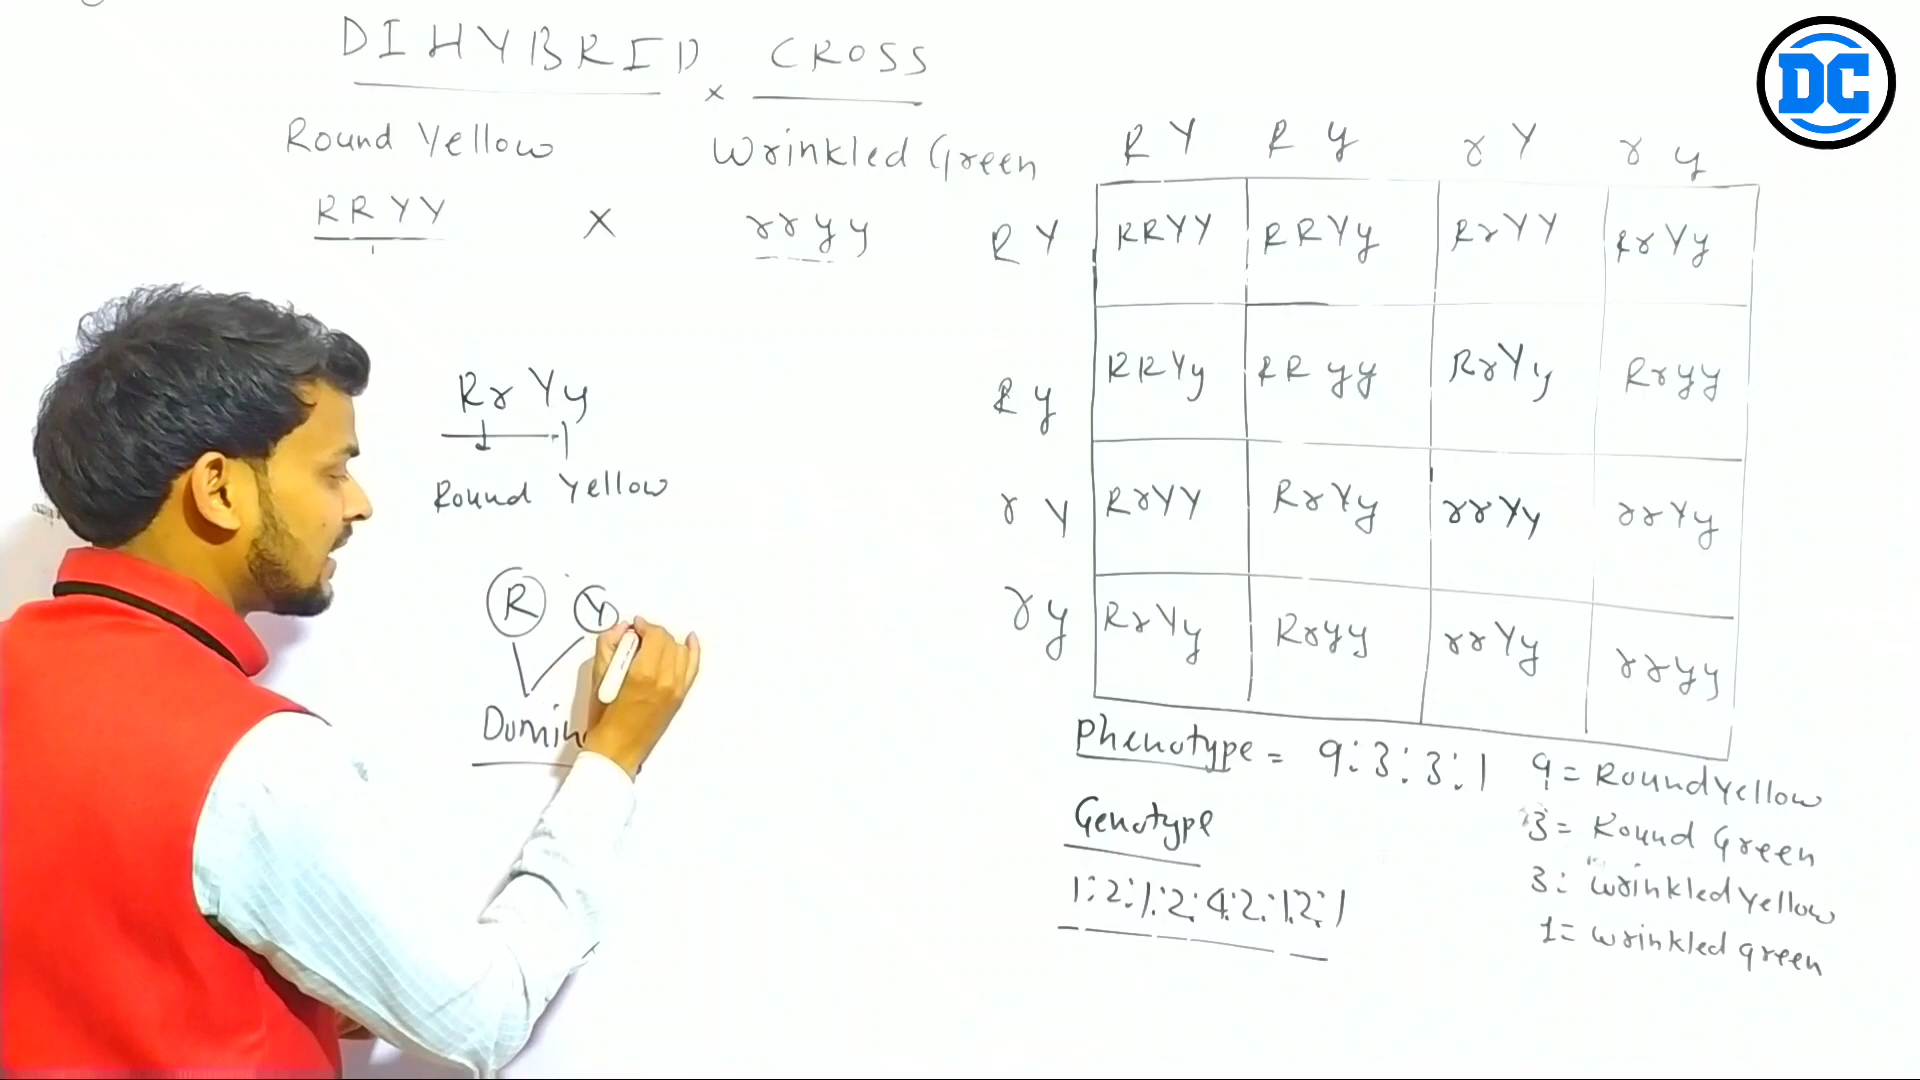 DIHYBRID CROSS
×
Round Yellow Wrinkled Green
RRYY X rryy
RrYy
Round Yellow
R Y
Domin
DC
RY Ry rY ry
RY RRYY RRYy RrYY RrYy
Ry RRYy RRyy RrYy Rryy
rY RrYY RrYy rrYy rrYy
ry RrYy Rryy rrYy rryy
Phenotype = 9:3:3:1
9 = Round Yellow
3 = Round Green
3: wrinkled Yellow
1= wrinkled green
Genotype
1:2:1:2:4:2:1:2:1